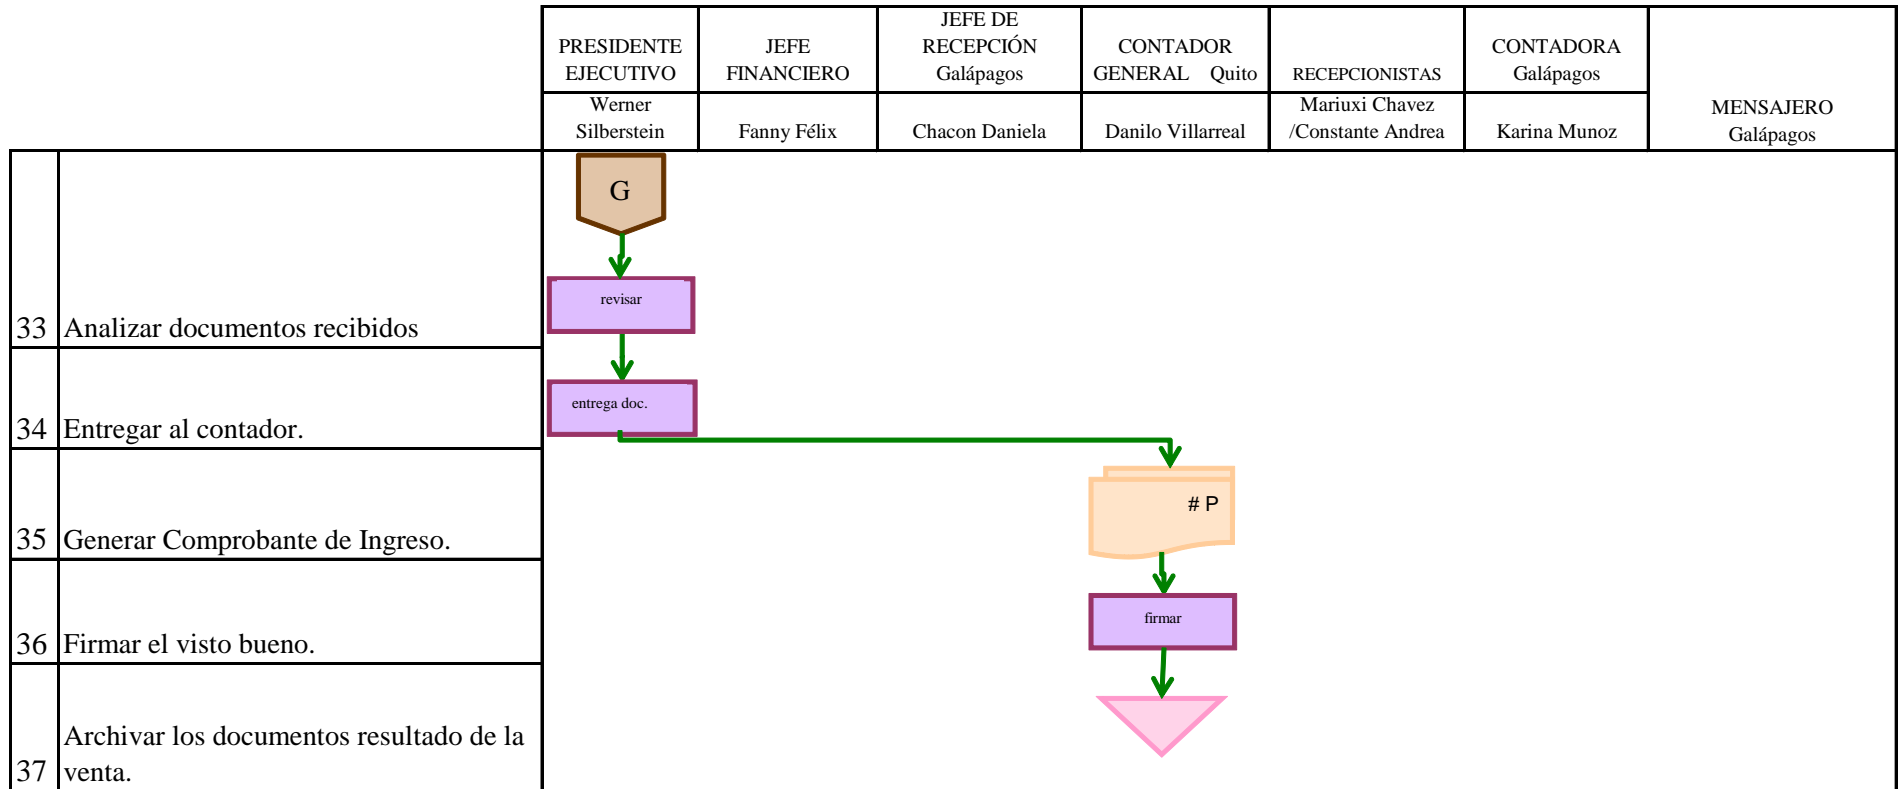 PRESIDENTE
EJECUTIVO
JEFE
FINANCIERO
JEFE DE
RECEPCIÓN
Galápagos
CONTADOR
GENERAL Quito
RECEPCIONISTAS
CONTADORA
Galápagos
MENSAJERO
Galápagos
Werner
Silberstein
Fanny Félix
Chacon Daniela
Danilo Villarreal
Mariuxi Chavez
/Constante Andrea
Karina Munoz
G
revisar
33 Analizar documentos recibidos
entrega doc.
34 Entregar al contador.
# P
35 Generar Comprobante de Ingreso.
firmar
36 Firmar el visto bueno.
Archivar los documentos resultado de la
37 venta.